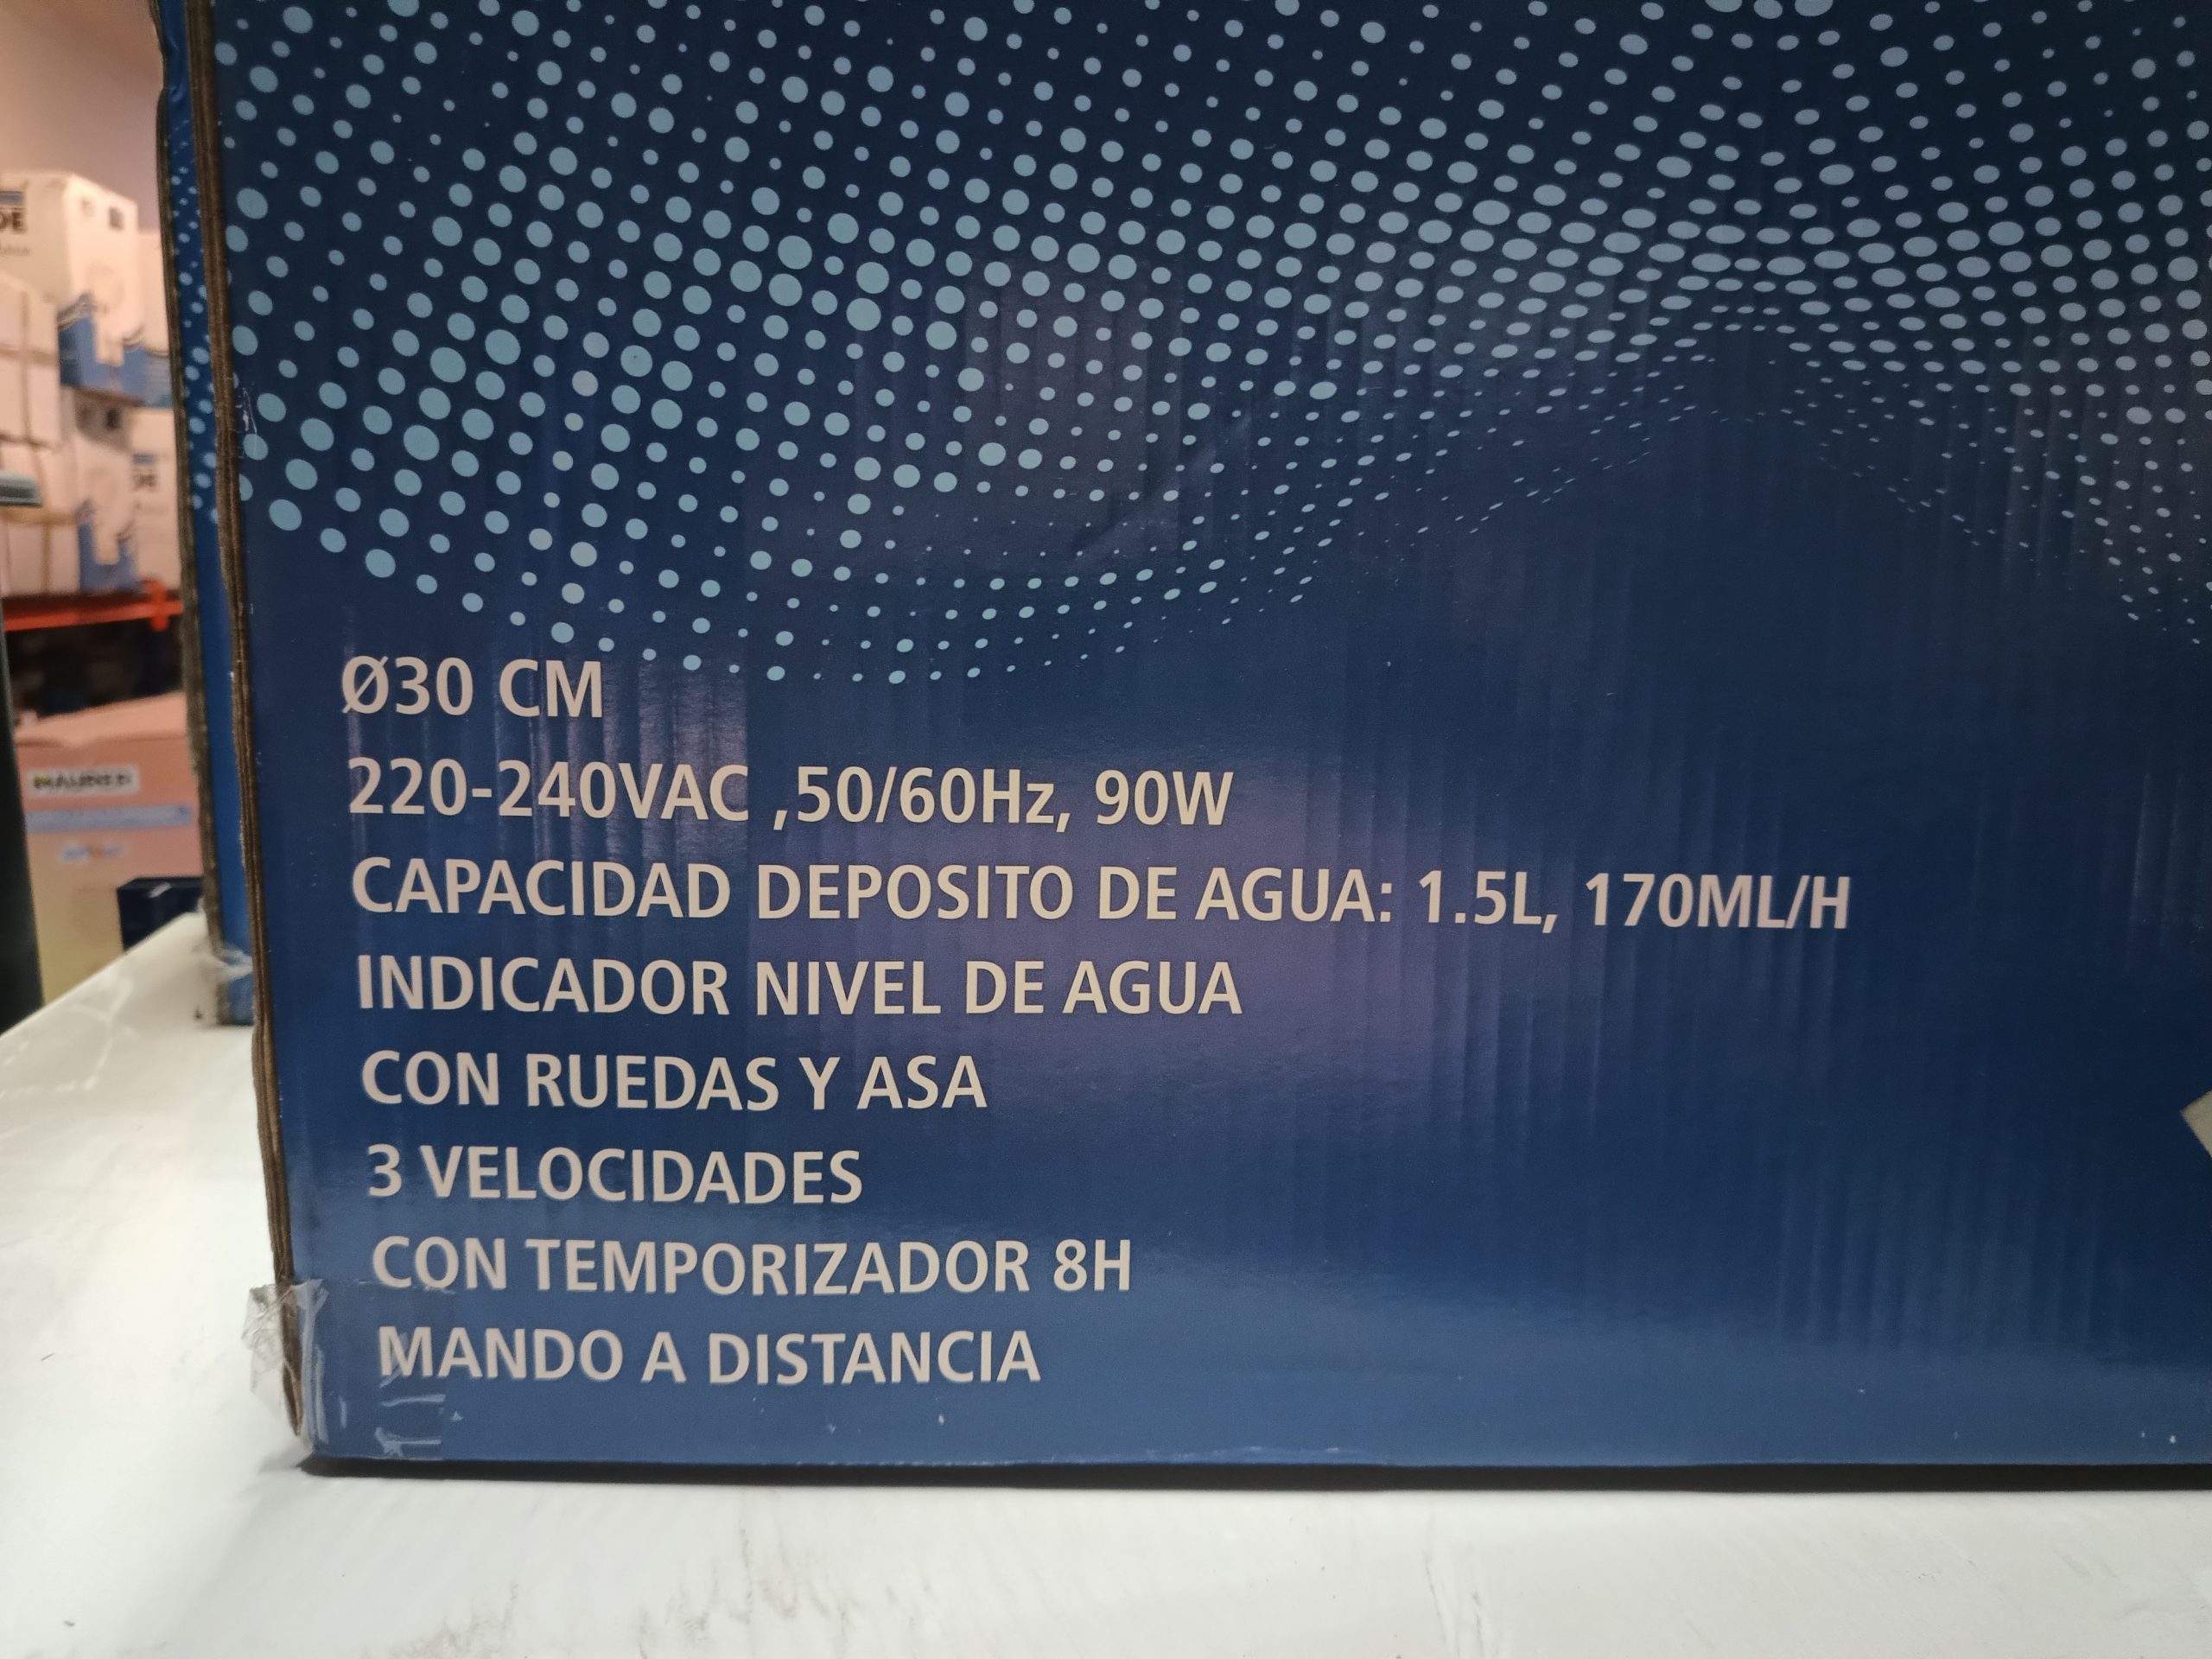 Ø30 CM
220-240VAC ,50/60Hz, 90W
CAPACIDAD DEPOSITO DE AGUA: 1.5L, 170ML/H
INDICADOR NIVEL DE AGUA
CON RUEDAS Y ASA
3 VELOCIDADES
CON TEMPORIZADOR 8H
MANDO A DISTANCIA